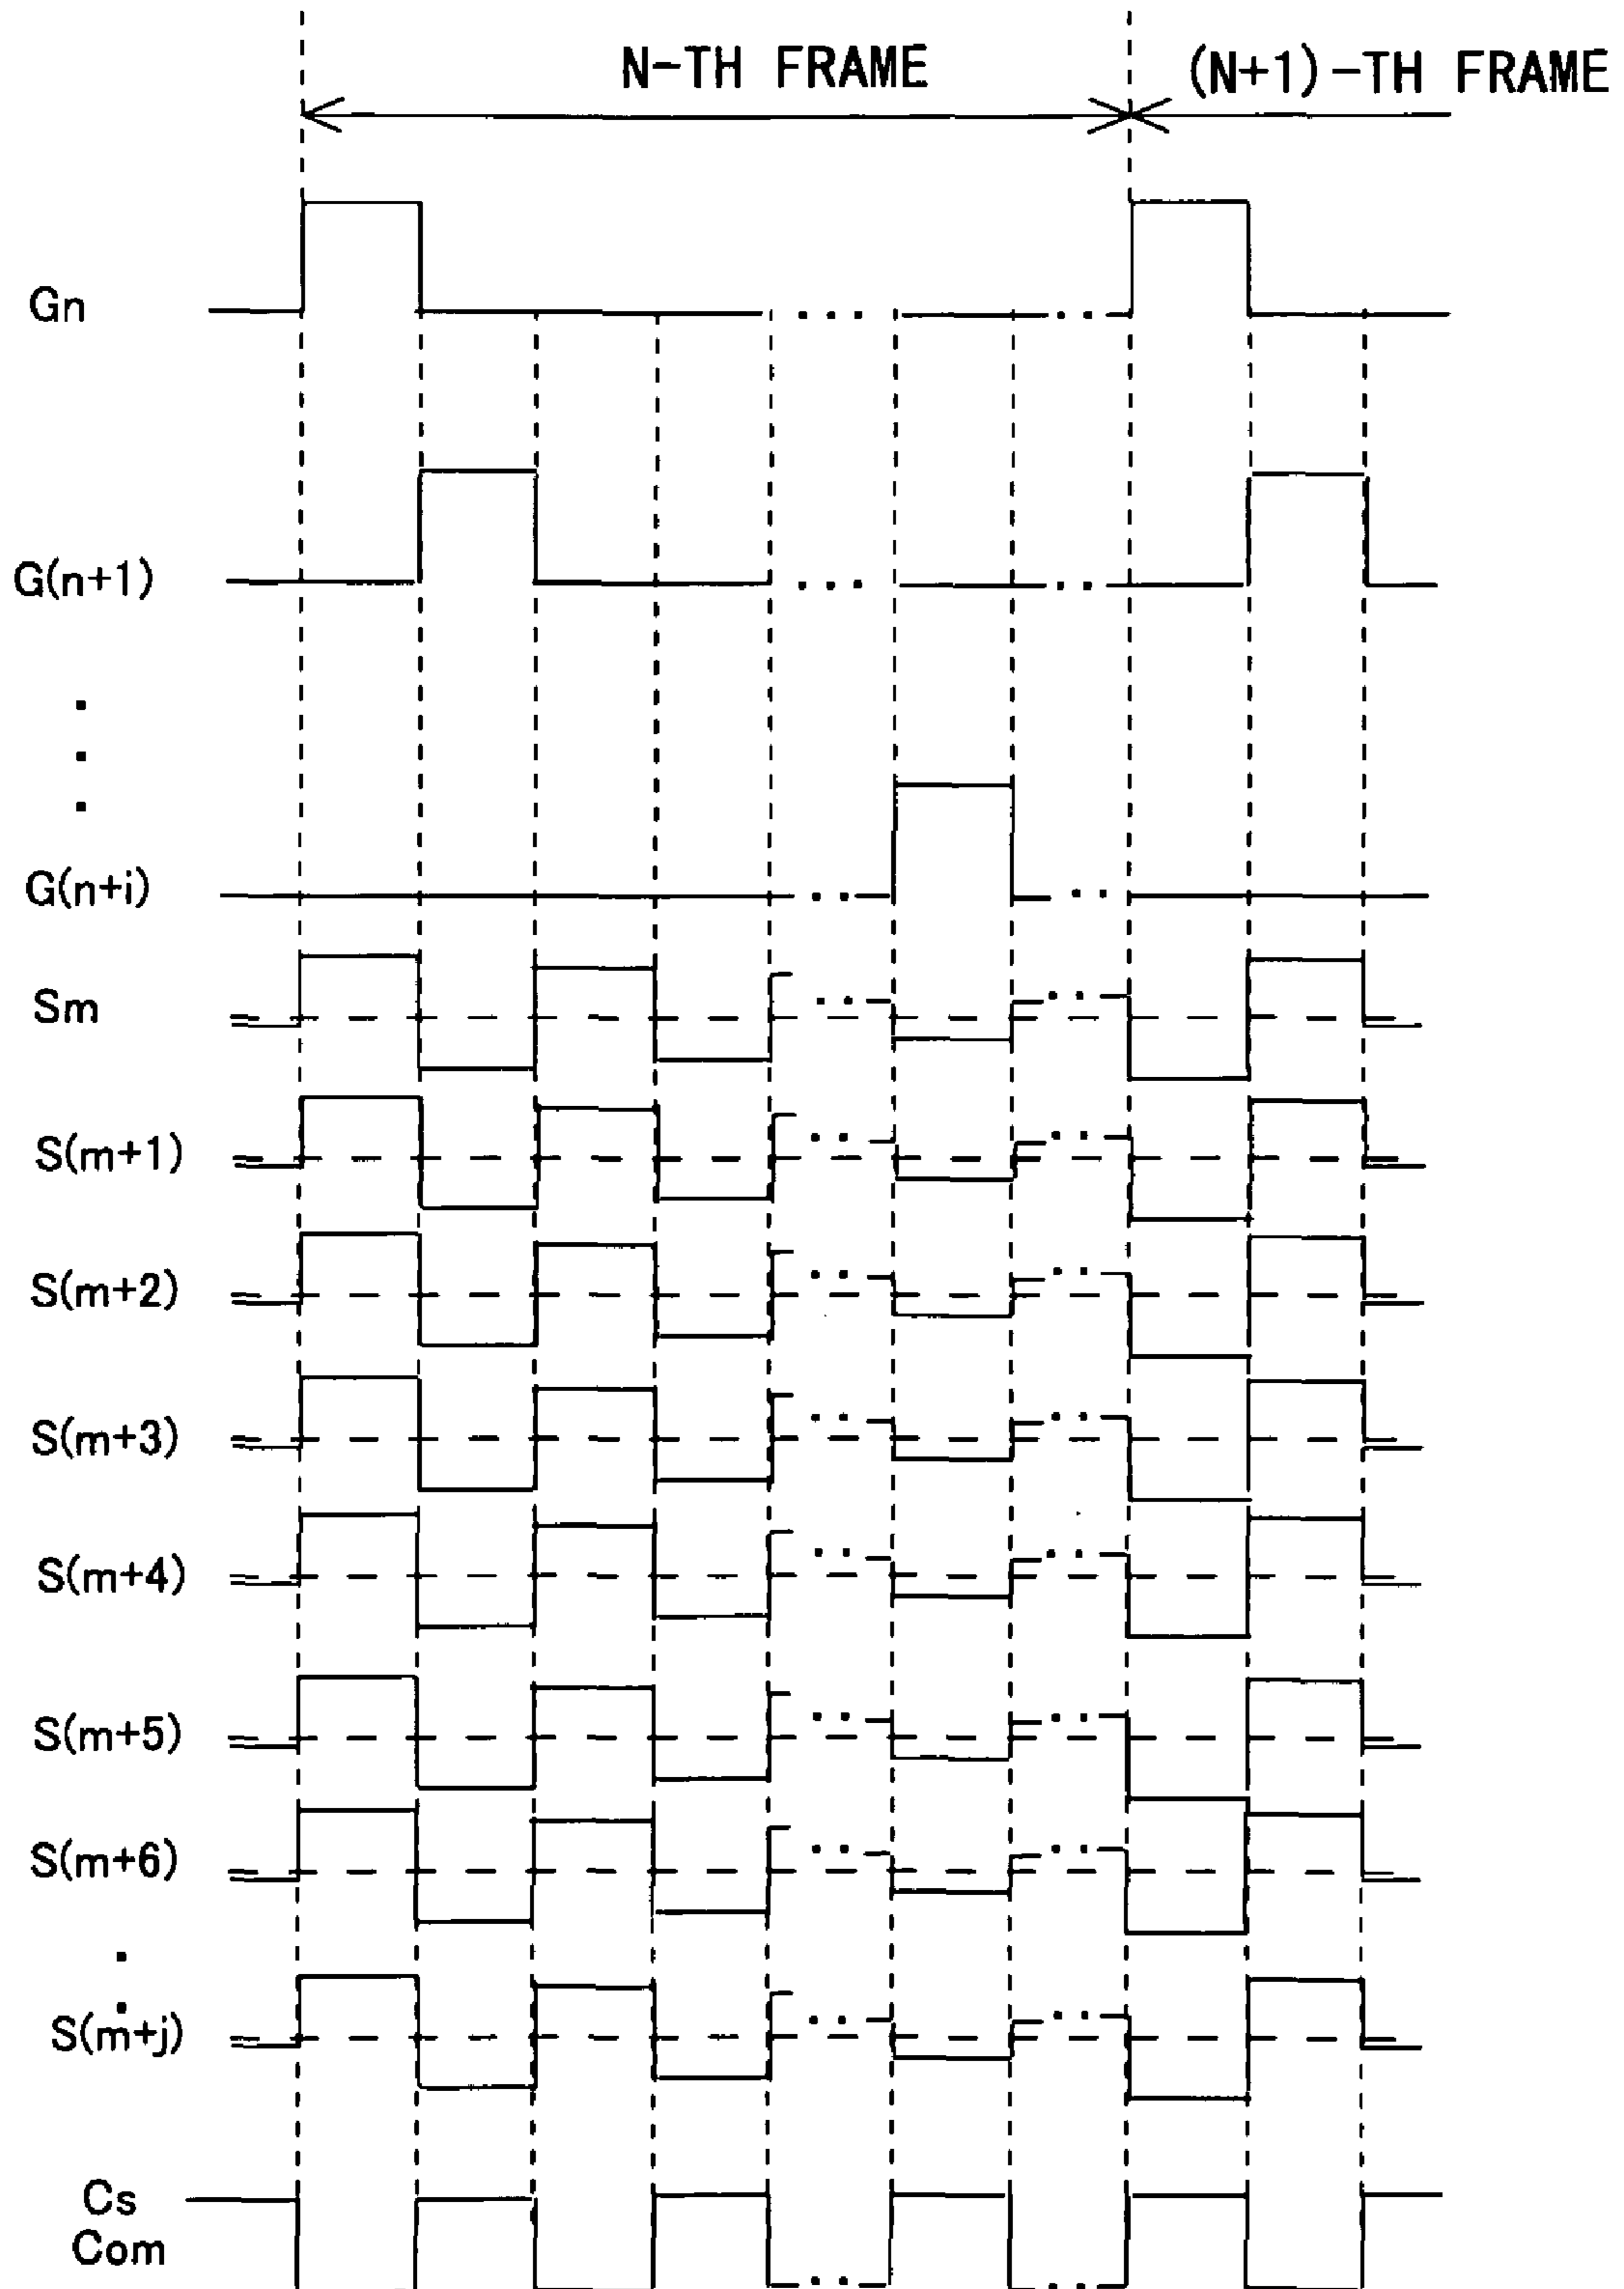 N-TH FRAME
(N+1)-TH FRAME
Gn
G(n+1)
G(n+i)
Sm
S(m+1)
S(m+2)
S(m+3)
S(m+4)
S(m+5)
S(m+6)
S(m+j)
Cs
Com